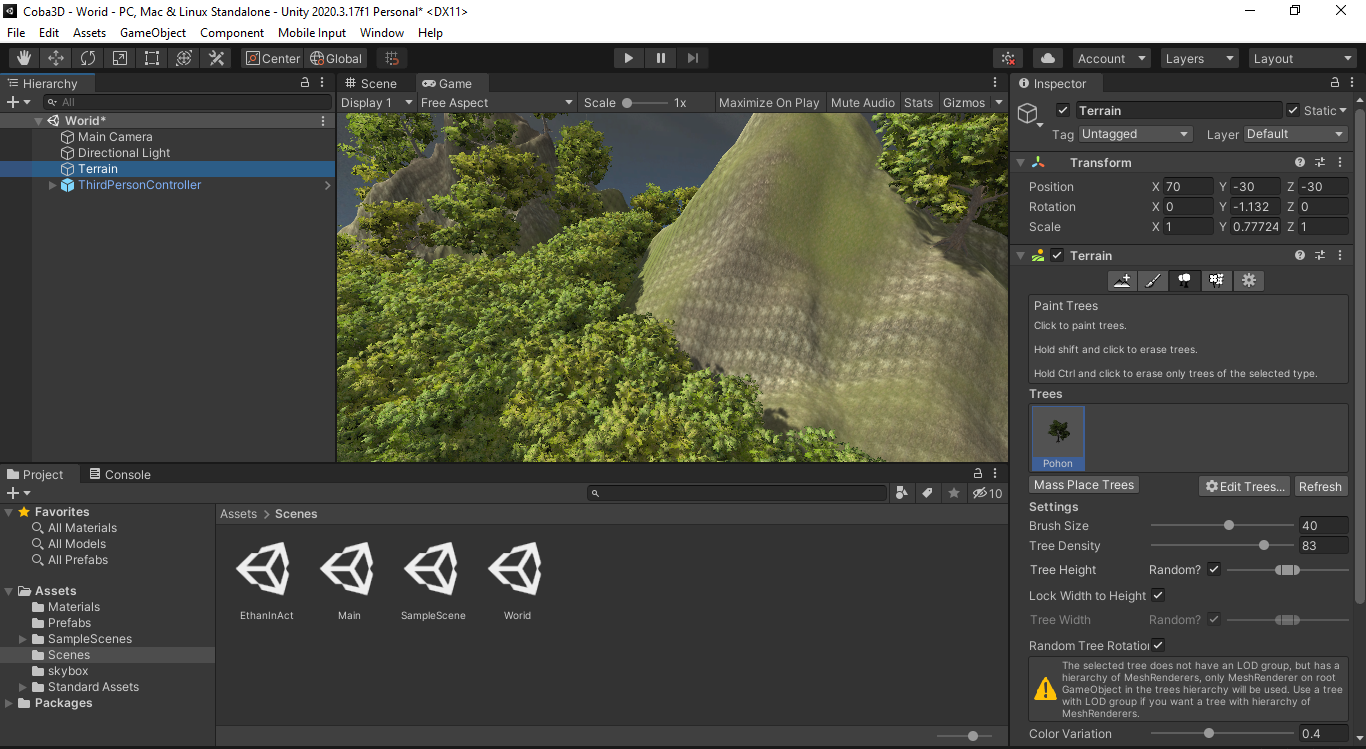 Coba3D - Worid - PC, Mac & Linux Standalone - Unity 2020.3.17f1 Personal* <DX11>
File Edit Assets GameObject Component Mobile Input Window Help
Center Global Account Layers Layout
Hierarchy
All
World*
Main Camera
Directional Light
Terrain
ThirdPersonController
Scene Game
Display 1 Free Aspect Scale 1x Maximize On Play Mute Audio Stats Gizmos
Inspector
Terrain Static
Tag Untagged Layer Default
Transform
Position X 70 Y -30 Z -30
Rotation X 0 Y -1.132 Z 0
Scale X 1 Y 0.77724 Z 1
Terrain
Paint Trees
Click to paint trees.
Hold shift and click to erase trees.
Hold Ctrl and click to erase only trees of the selected type.
Trees
Pohon
Mass Place Trees Edit Trees... Refresh
Settings
Brush Size 40
Tree Density 83
Tree Height Random?
Lock Width to Height
Tree Width Random?
Random Tree Rotation
The selected tree does not have an LOD group, but has a
hierarchy of MeshRenderers, only MeshRenderer on root
GameObject in the trees hierarchy will be used. Use a tree
with LOD group if you want a tree with hierarchy of
MeshRenderers.
Color Variation 0.4
Project Console
10
Favorites
All Materials
All Models
All Prefabs
Assets
Materials
Prefabs
SampleScenes
Scenes
skybox
Standard Assets
Packages
Assets > Scenes
EthanInAct Main SampleScene Worid